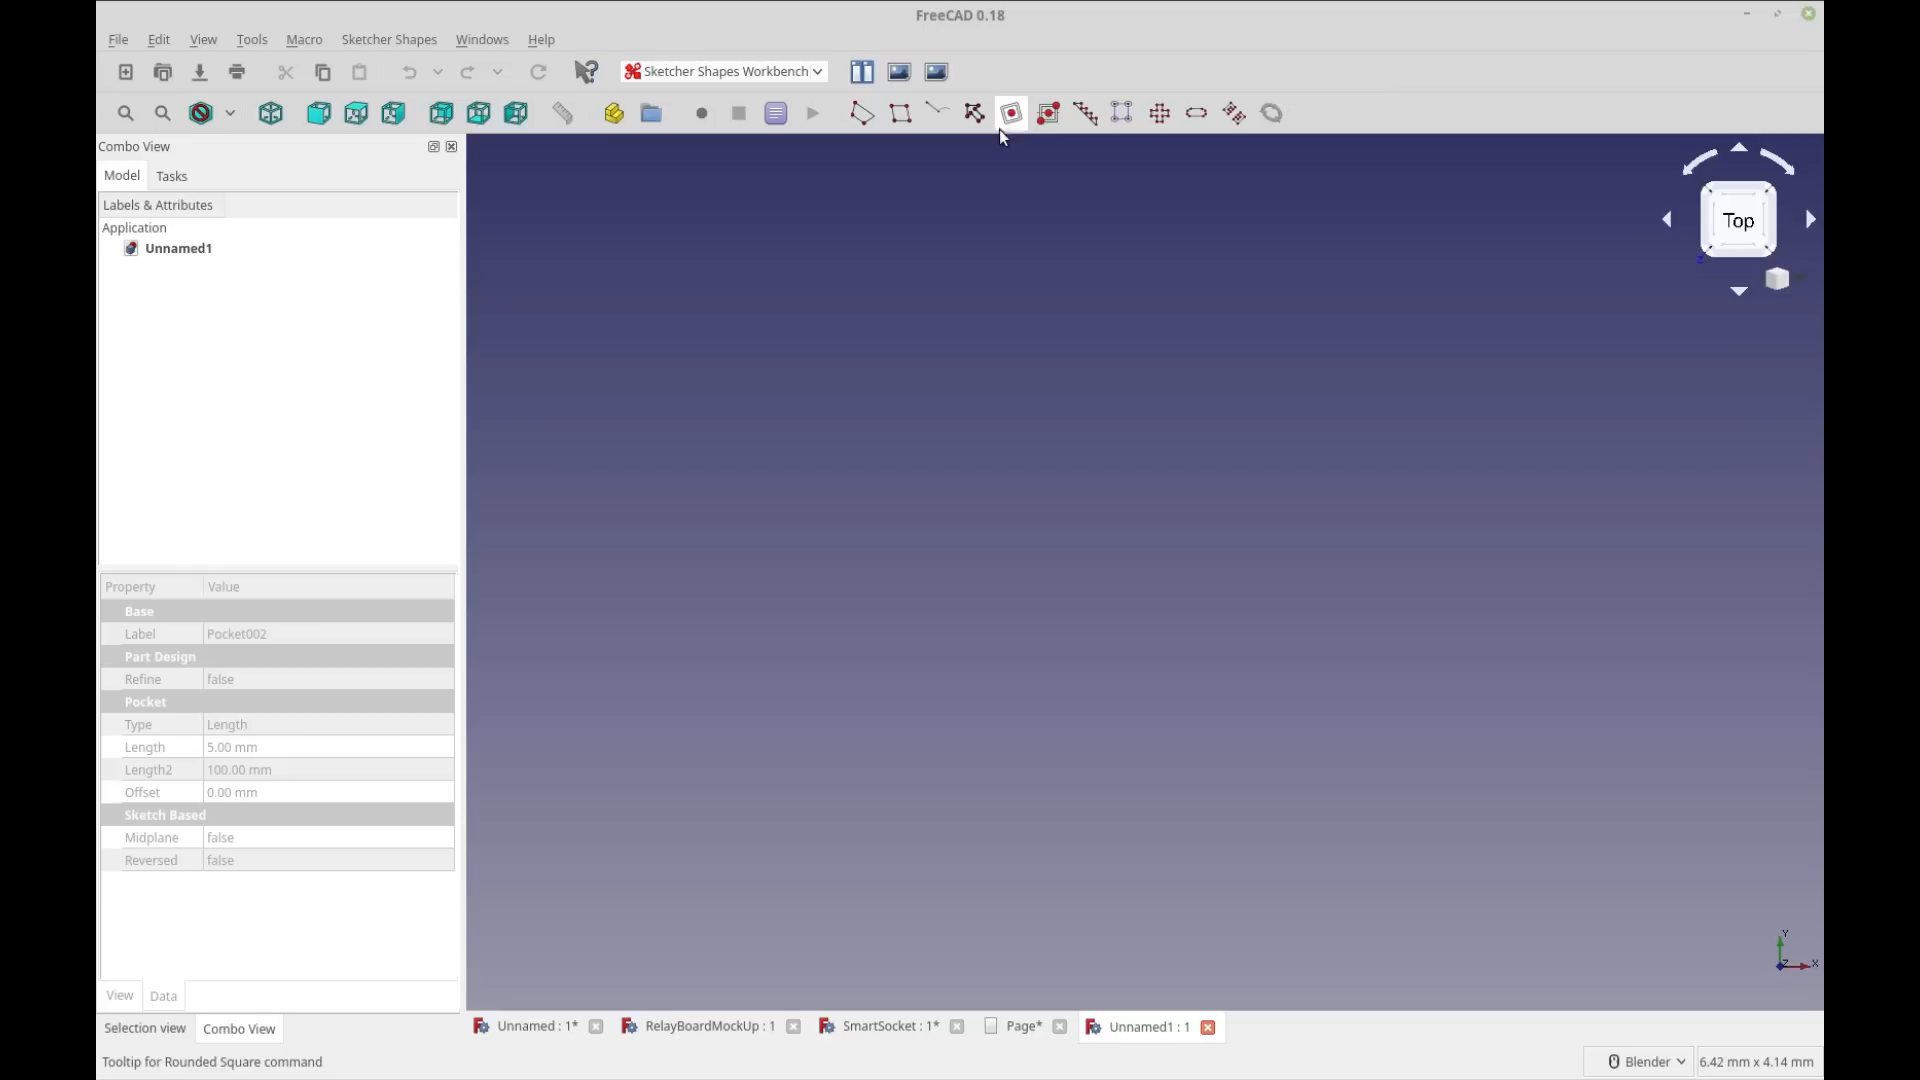 FreeCAD 0.18
File Edit View Tools Macro Sketcher Shapes Windows Help
Sketcher Shapes Workbench
Combo View
Model Tasks
Labels & Attributes
Application
Unnamed1
Top
Z
Property Value
Base
Label Pocket002
Part Design
Refine false
Pocket
Type Length
Length 5.00 mm
Length2 100.00 mm
Offset 0.00 mm
Sketch Based
Midplane false
Reversed false
Y
Z X
View Data
Selection view Combo View
Unnamed : 1* RelayBoardMockUp : 1 SmartSocket : 1* Page* Unnamed1 : 1
Tooltip for Rounded Square command
Blender 6.42 mm x 4.14 mm